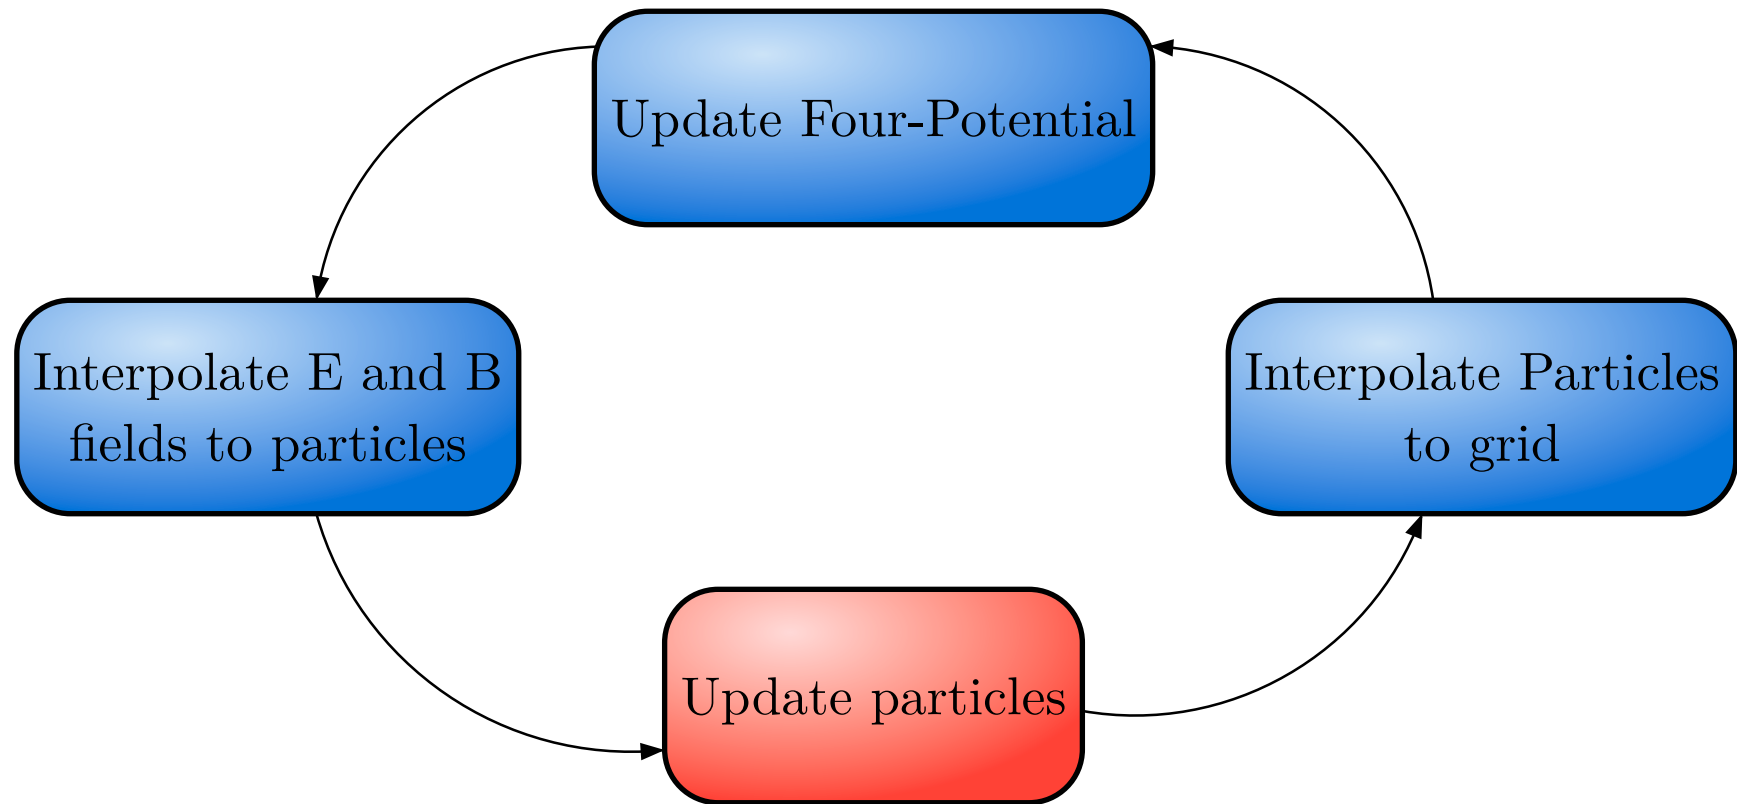 Update Four-Potential
Interpolate E and B
fields to particles
Interpolate Particles
to grid
Update particles